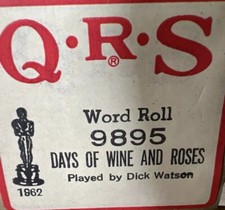 Q·R·S
®
Word Roll
9895
DAYS OF WINE AND ROSES
Played by Dick Watson
1962